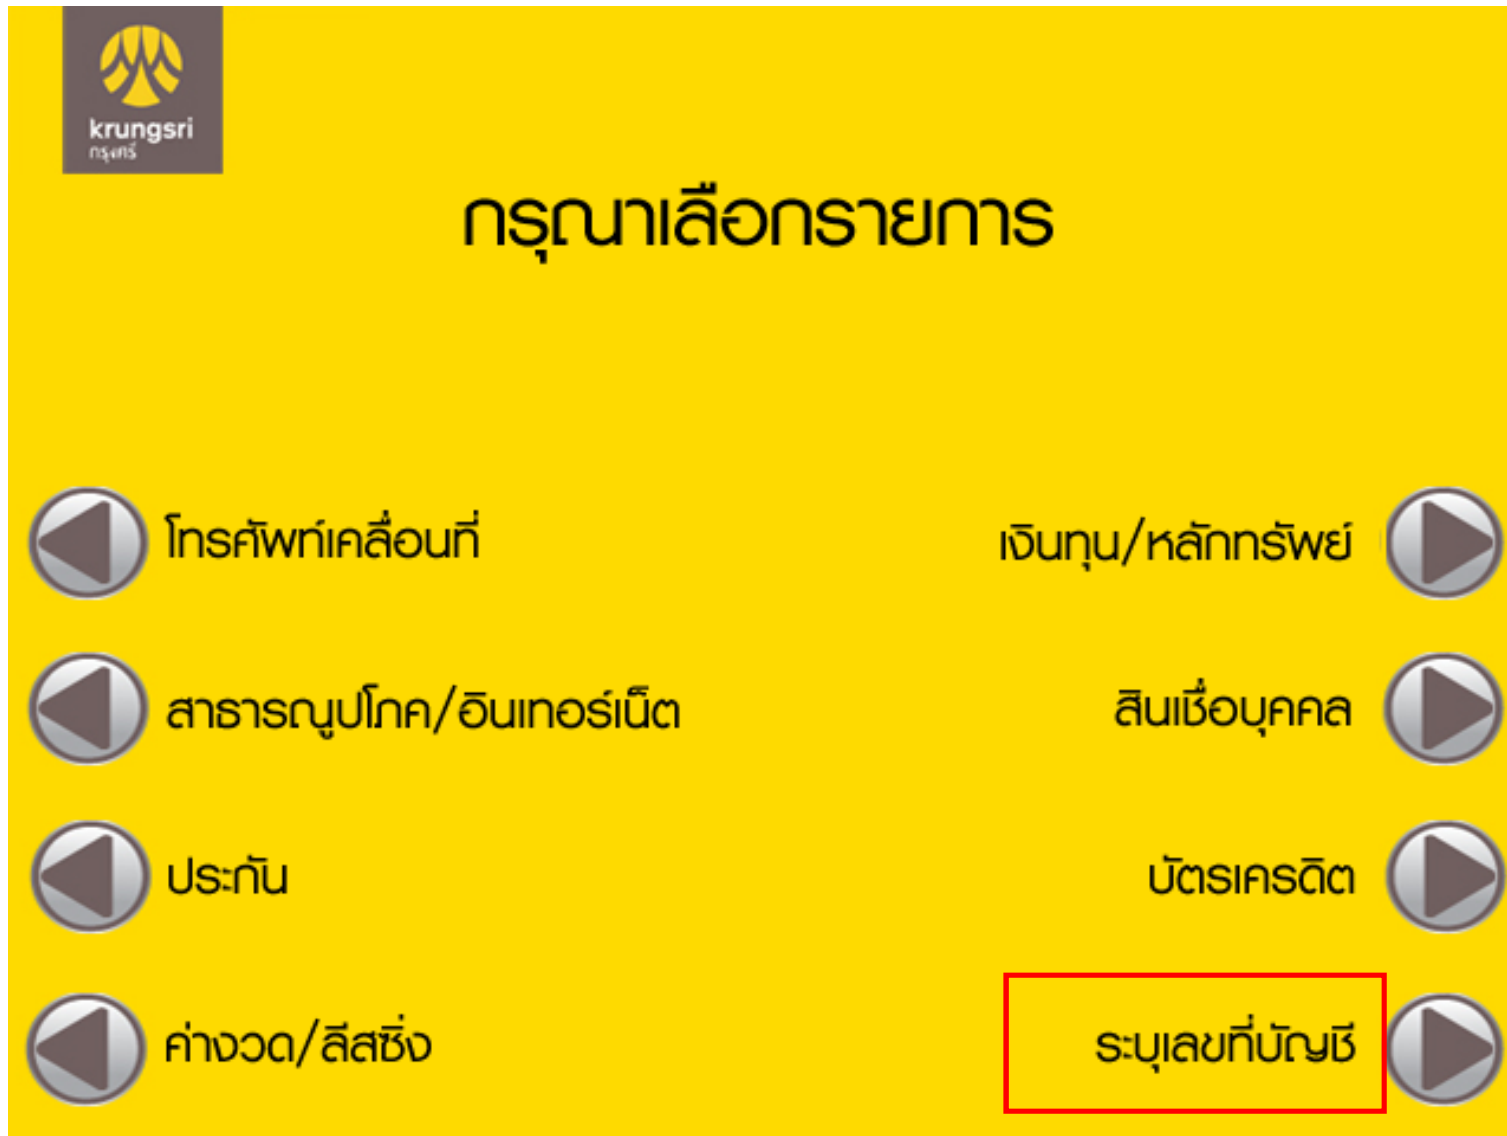 krungsri
กรุงศรี
กรุณาเลือกรายการ
โทรศัพท์เคลื่อนที่
เงินทุน/หลักทรัพย์
สาธารณูปโภค/อินเทอร์เน็ต
สินเชื่อบุคคล
ประกัน
บัตรเครดิต
ค่างวด/ลีสซิ่ง
ระบุเลขที่บัญชี